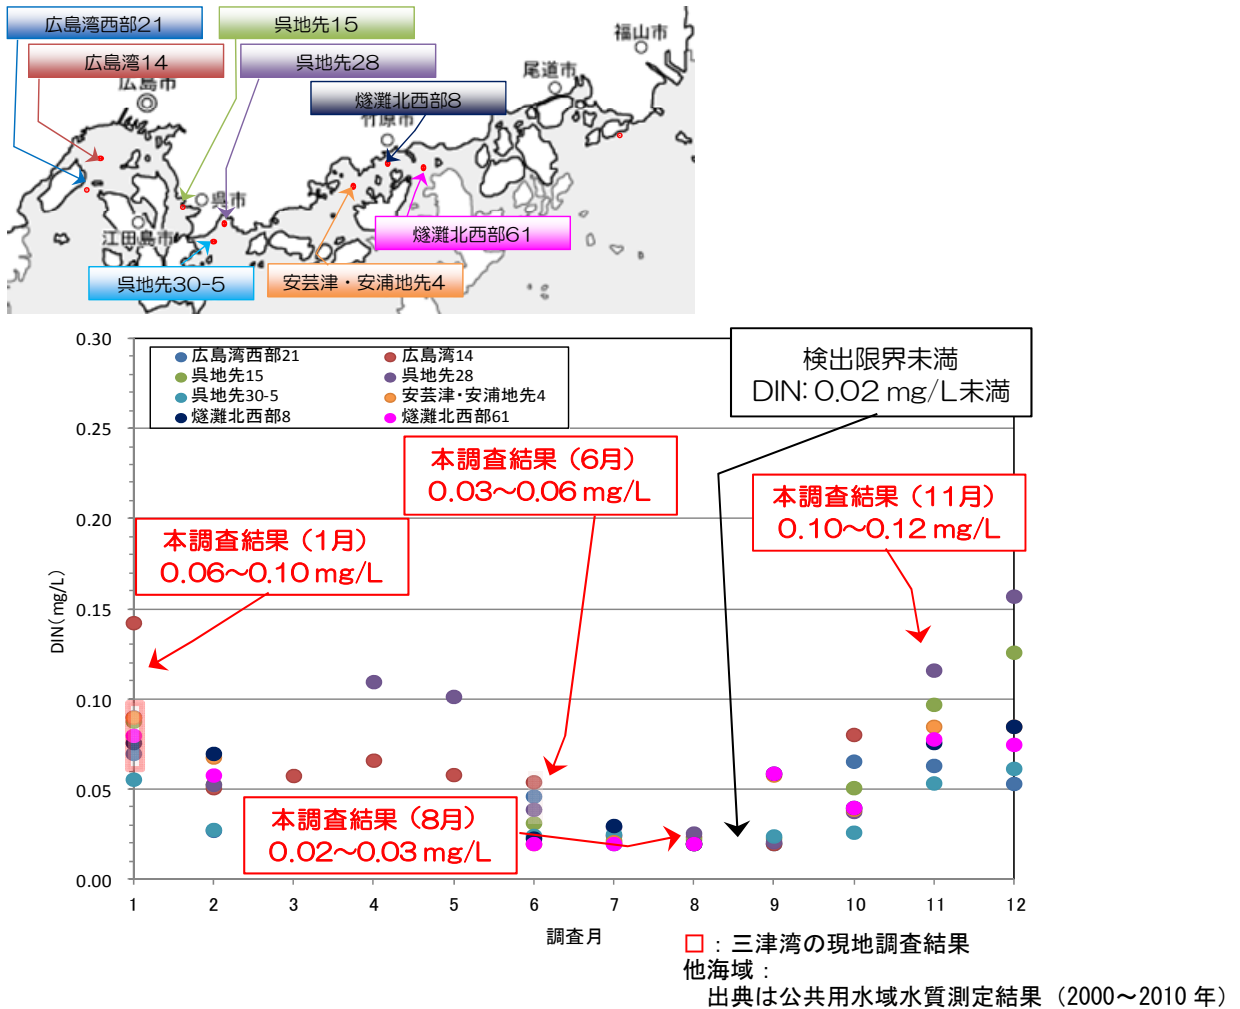 広島湾西部21
呉地先15
広島湾14
呉地先28
福山市
尾道市
広島市
燧灘北西部8
竹原市
呉市
江田島市
燧灘北西部61
呉地先30-5
安芸津・安浦地先4
0.30
0.25
0.20
0.15
0.10
0.05
0.00
DIN(mg/L)
広島湾西部21
広島湾14
呉地先15
呉地先28
呉地先30-5
安芸津・安浦地先4
燧灘北西部8
燧灘北西部61
検出限界未満
DIN: 0.02 mg/L未満
本調査結果（6月）
0.03～0.06 mg/L
本調査結果（11月）
0.10～0.12 mg/L
本調査結果（1月）
0.06～0.10 mg/L
本調査結果（8月）
0.02～0.03 mg/L
1 2 3 4 5 6 7 8 9 10 11 12
調査月
：三津湾の現地調査結果
他海域：
出典は公共用水域水質測定結果（2000～2010 年）